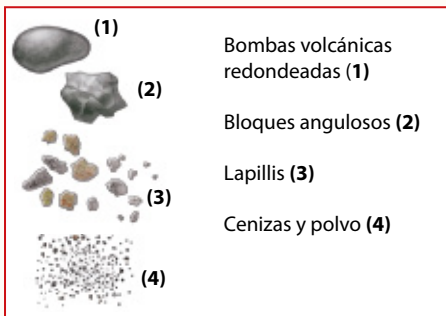 (1)
(2)
(3)
(4)
Bombas volcánicas
redondeadas (1)
Bloques angulosos (2)
Lapillis (3)
Cenizas y polvo (4)